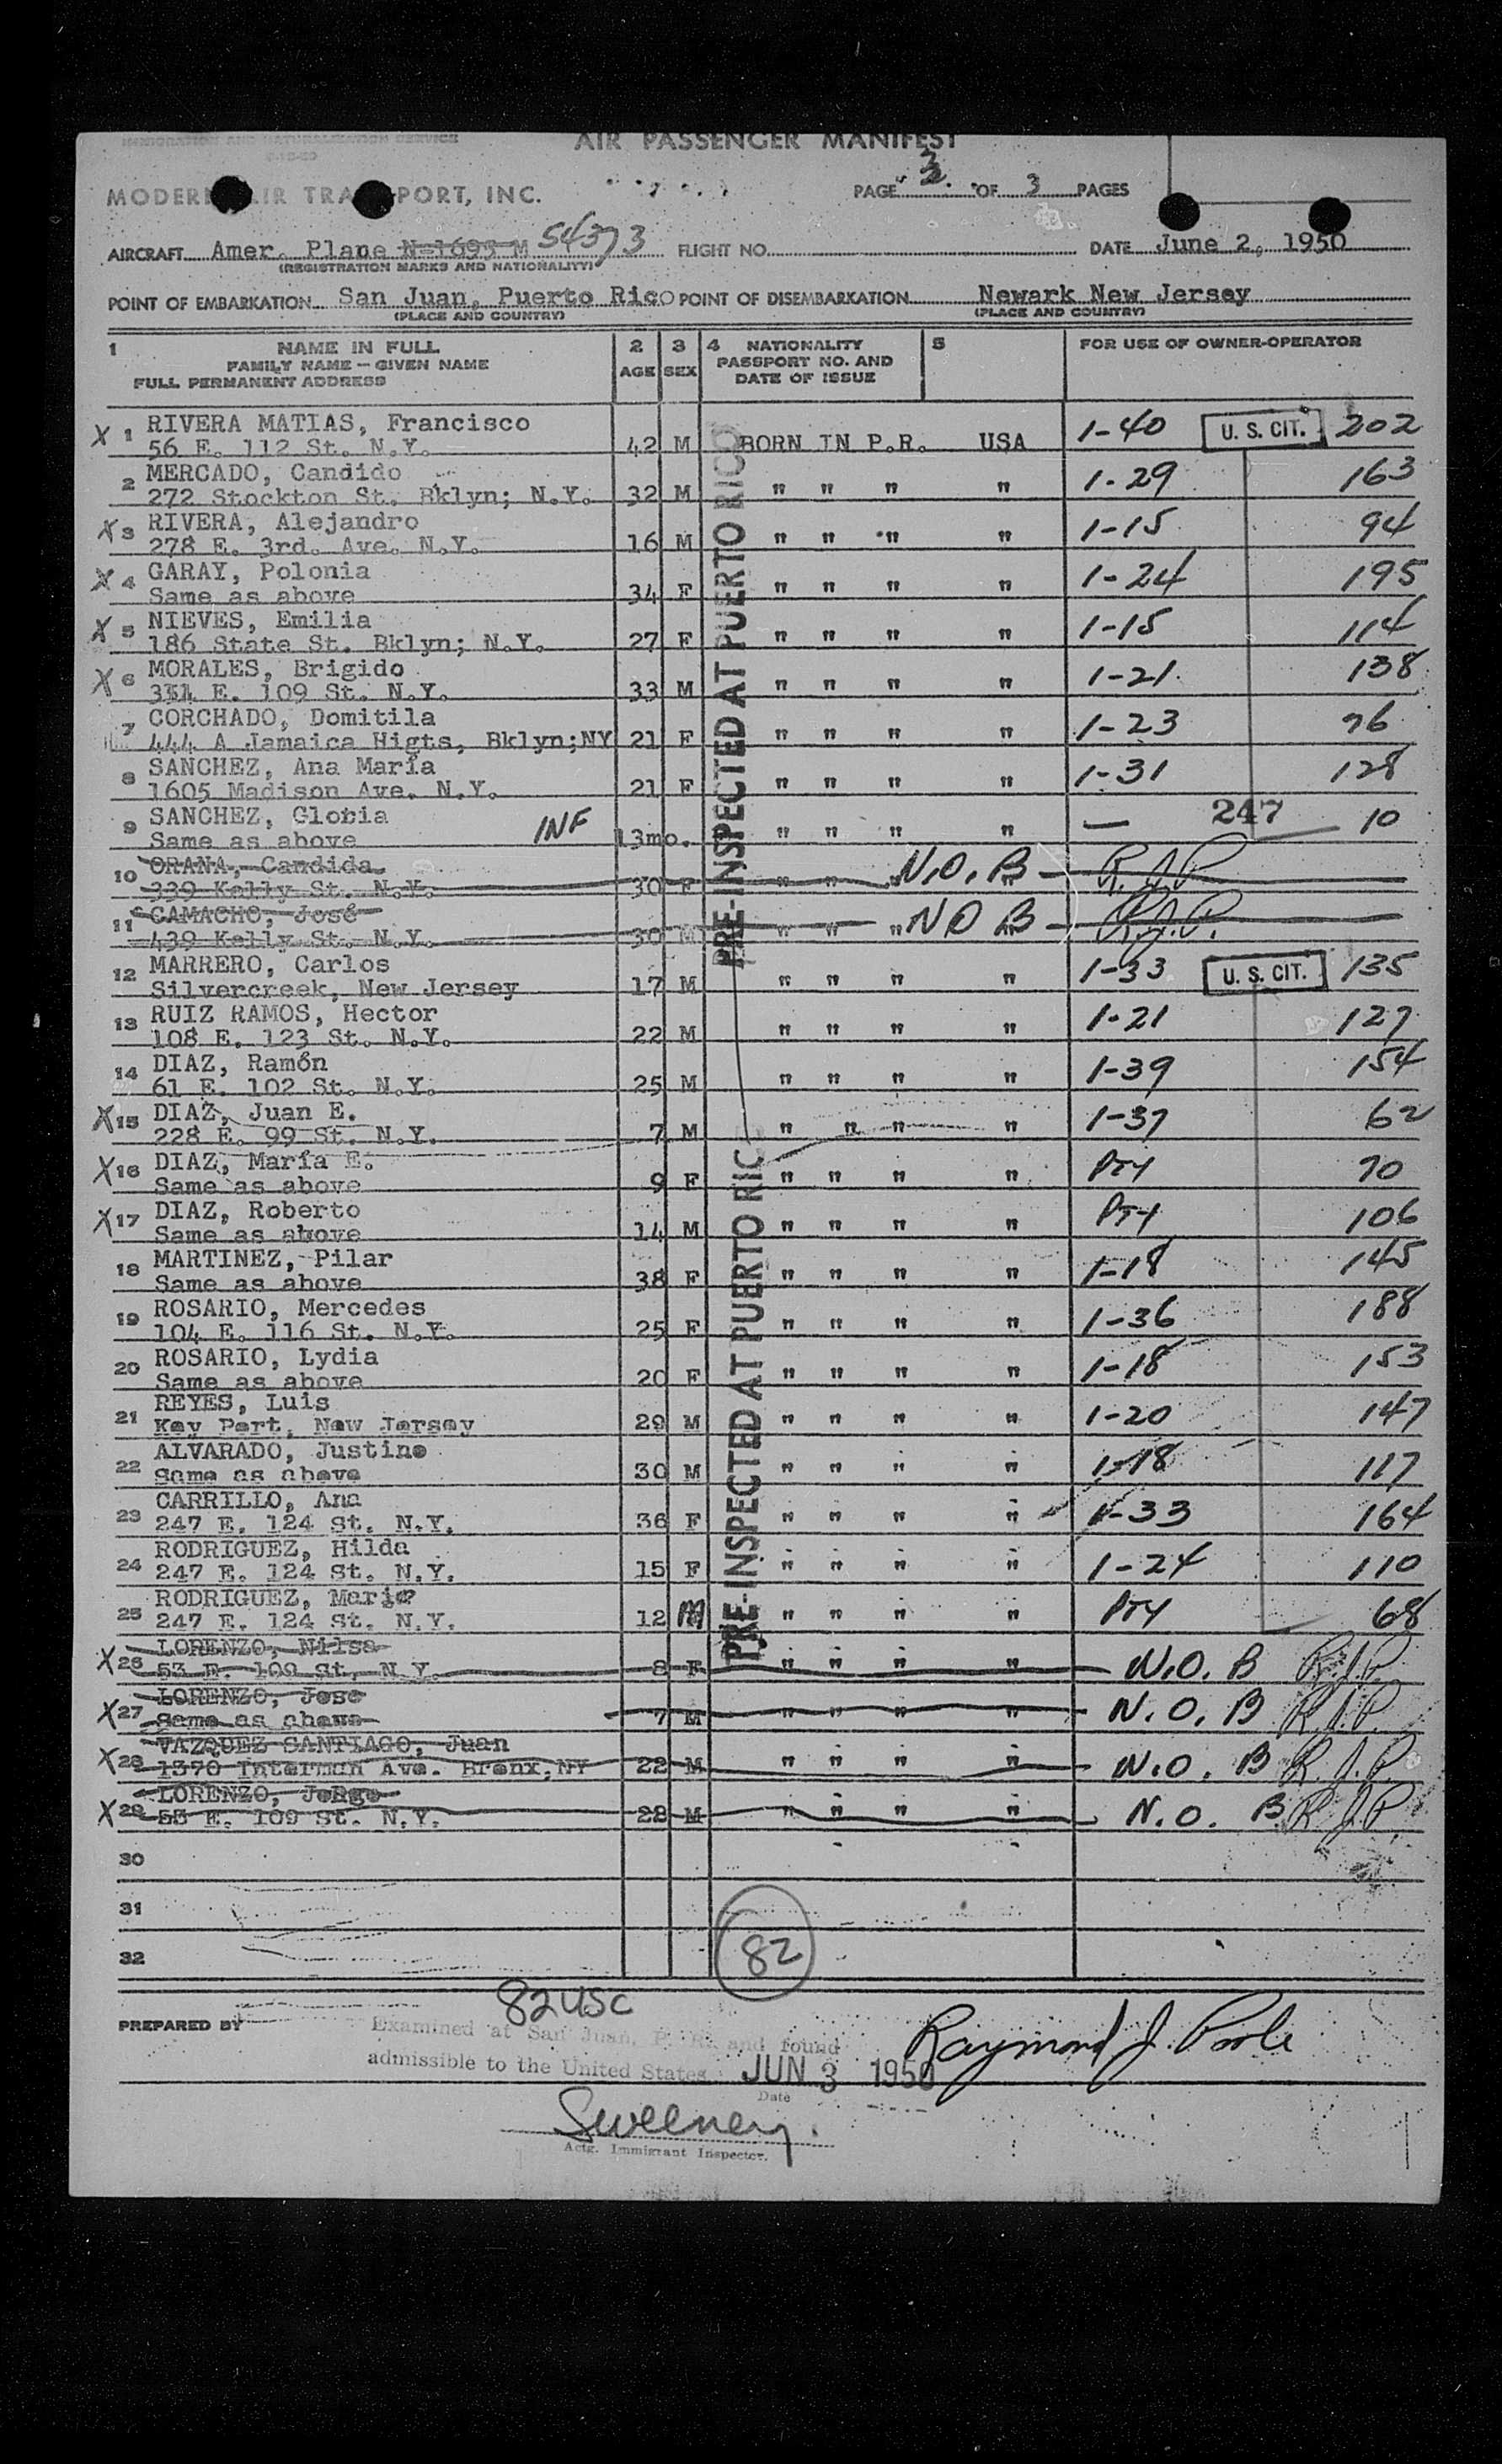 IMMIGRATION AND NATURALIZATION SERVICE
AIR PASSENGER MANIFEST
MODERN AIR TRANSPORT, INC.
PAGE 3 OF 3 PAGES
AIRCRAFT Amer. Plane N-1693 M 54373 FLIGHT NO. DATE June 2, 1950
(REGISTRATION MARKS AND NATIONALITY)
POINT OF EMBARKATION San Juan, Puerto Rico POINT OF DISEMBARKATION Newark New Jersey
(PLACE AND COUNTRY) (PLACE AND COUNTRY)
1 NAME IN FULL 2 3 4 NATIONALITY 5 FOR USE OF OWNER-OPERATOR
FAMILY NAME – GIVEN NAME AGE SEX PASSPORT NO. AND
FULL PERMANENT ADDRESS DATE OF ISSUE
X 1 RIVERA MATIAS, Francisco
56 E. 112 St. N.Y. 42 M BORN IN P.R. USA 1-40 U. S. CIT. 202
2 MERCADO, Candido
272 Stockton St. Bklyn; N.Y. 32 M " " " " 1-29 163
X 3 RIVERA, Alejandro
278 E. 3rd. Ave. N.Y. 16 M " " " " 1-15 94
X 4 GARAY, Polonia
Same as above 34 F " " " " 1-24 195
X 5 NIEVES, Emilia
186 State St. Bklyn; N.Y. 27 F " " " " 1-15 114
X 6 MORALES, Brigido
334 E. 109 St. N.Y. 33 M " " " " 1-21 138
7 CORCHADO, Domitila
444 A Jamaica Higts, Bklyn;NY 21 F " " " " 1-23 96
8 SANCHEZ, Ana María
1605 Madison Ave. N.Y. 21 F " " " " 1-31 128
9 SANCHEZ, Gloria
Same as above INF 13mo. " " " " — 247 10
10 ORANA, Candida
339 Kelly St. N.Y. 30 F " " " N.O.B " R.J.P
11 CAMACHO, José
439 Kelly St. N.Y. 30 M " " " NOB " R.J.P.
12 MARRERO, Carlos
Silvercreek, New Jersey 17 M " " " " 1-33 U. S. CIT. 135
13 RUIZ RAMOS, Hector
108 E. 123 St. N.Y. 22 M " " " " 1-21 127
14 DIAZ, Ramón
61 E. 102 St. N.Y. 25 M " " " " 1-39 154
X 15 DIAZ, Juan E.
228 E. 99 St. N.Y. 7 M " " " " 1-37 62
X 16 DIAZ, María E.
Same as above 9 F " " " " PTY 70
X 17 DIAZ, Roberto
Same as above 14 M " " " " PTY 106
18 MARTINEZ, Pilar
Same as above 38 F " " " " 1-18 145
19 ROSARIO, Mercedes
104 E. 116 St. N.Y. 25 F " " " " 1-36 188
20 ROSARIO, Lydia
Same as above 20 F " " " " 1-18 153
21 REYES, Luis
Key Port, New Jersey 29 M " " " " 1-20 147
22 ALVARADO, Justino
Same as above 30 M " " " " 1-18 117
23 CARRILLO, Ana
247 E. 124 St. N.Y. 36 F " " " " 1-33 164
24 RODRIGUEZ, Hilda
247 E. 124 St. N.Y. 15 F " " " " 1-24 110
25 RODRIGUEZ, Mario
247 E. 124 St. N.Y. 12 M " " " " PTY 68
X 26 LORENZO, Nilsa
53 E. 109 St. N.Y. 8 F " " " " N.O.B R.J.P.
X 27 LORENZO, Jose
Same as above 7 M " " " " N.O.B R.J.P.
X 28 VAZQUEZ SANTIAGO, Juan
1370 Ave. Bronx;NY 22 M " " " " N.O.B R.J.P.
X 29 LORENZO, Jorge
53 E. 109 St. N.Y. 28 M " " " " N.O.B R.J.P.
30
31
32
PRE-INSPECTED AT PUERTO RICO
PRE-INSPECTED AT PUERTO RIC
82
82 USC
PREPARED BY
Examined at San Juan, P. R. and found
admissible to the United States JUN 3 1950
Date
Raymond J. Poole
Sweeney.
Actg. Immigrant Inspector.